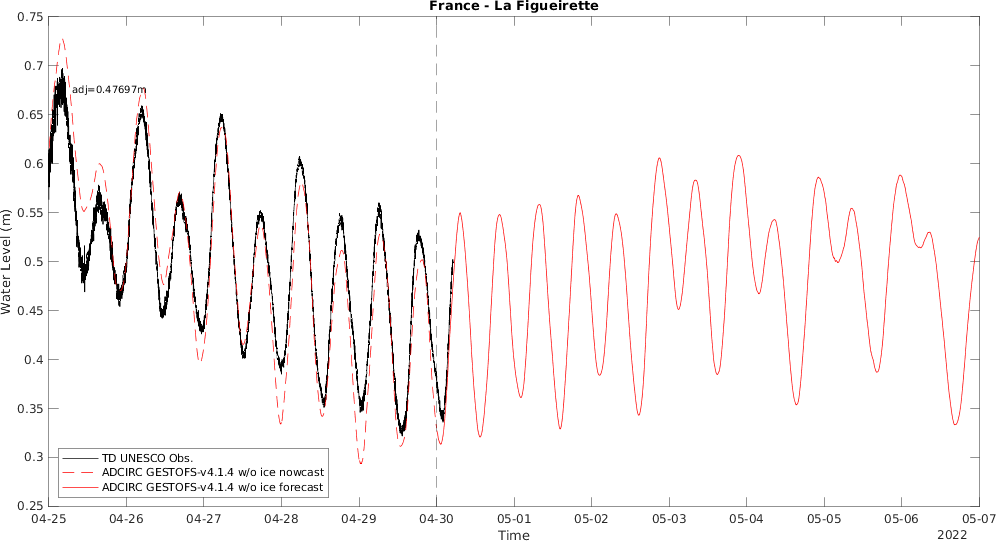 France - La Figueirette
0.75
0.7
0.65
0.6
0.55
0.5
0.45
0.4
0.35
0.3
0.25
Water Level (m)
adj=0.47697m
TD UNESCO Obs.
ADCIRC GESTOFS-v4.1.4 w/o ice nowcast
ADCIRC GESTOFS-v4.1.4 w/o ice forecast
04-25 04-26 04-27 04-28 04-29 04-30 05-01 05-02 05-03 05-04 05-05 05-06 05-07
Time
2022